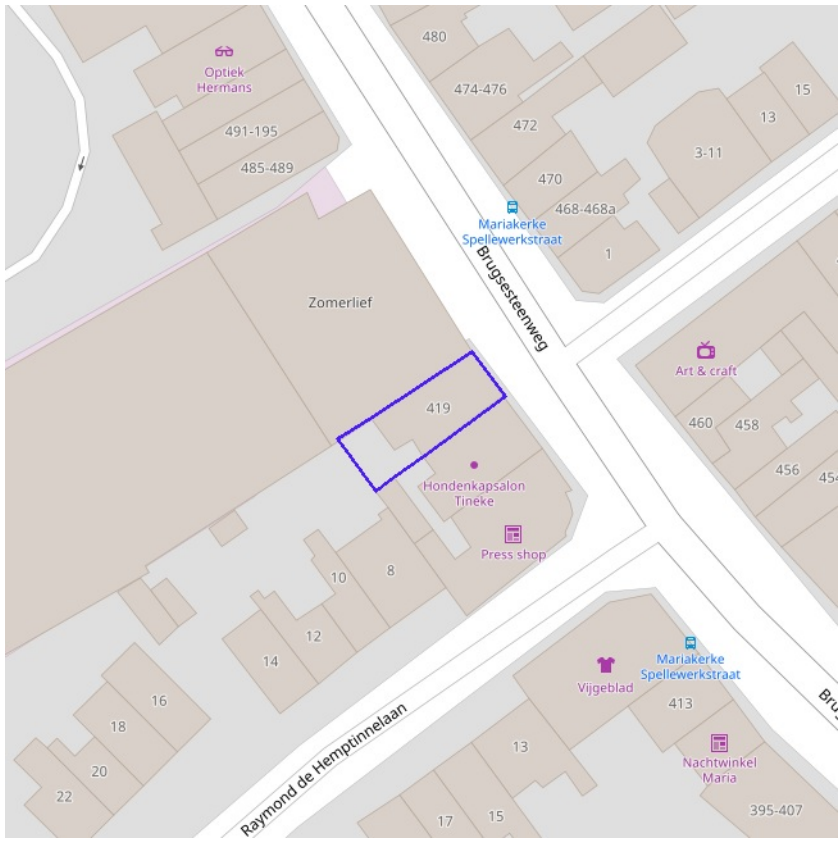 480
Optiek
Hermans
474-476
15
13
491-195
472
3-11
485-489
470
468-468a
Mariakerke
Spellewerkstraat
1
Brugsesteenweg
Zomerlief
Art & craft
419
460
458
456
Hondenkapsalon
Tineke
Press shop
10
8
12
14
Mariakerke
Spellewerkstraat
Vijgeblad
413
16
18
13
20
22
Raymond de Hemptinnelaan
Nachtwinkel
Maria
17
15
395-407